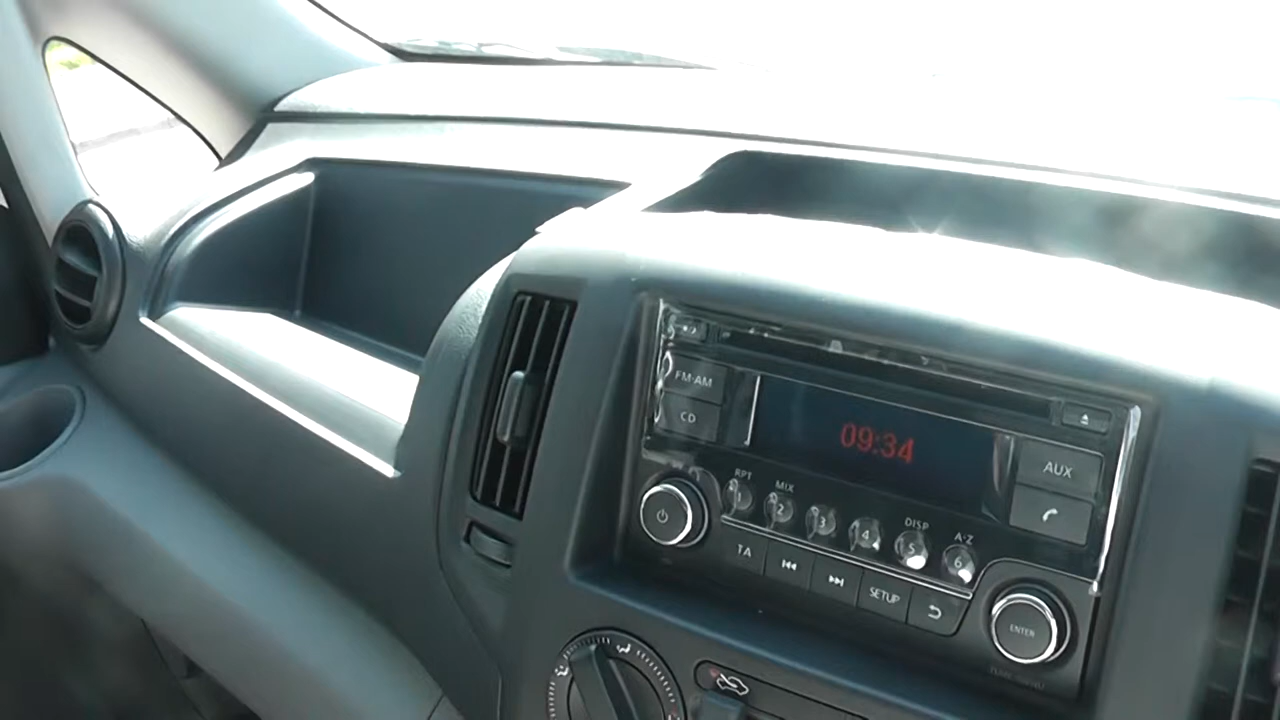 FM·AM
CD
09:34
AUX
RPT
MIX
DISP
A·Z
1
2
3
4
5
6
TA
SETUP
ENTER